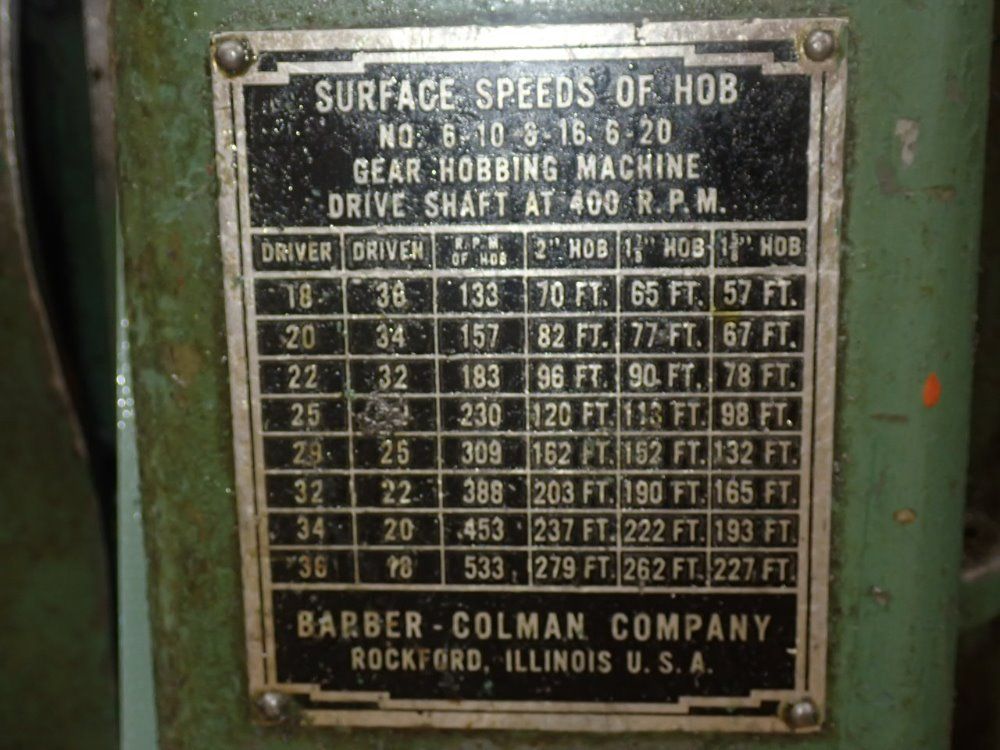 SURFACE SPEEDS OF HOB
NO. 6-10 6-16. 6-20
GEAR HOBBING MACHINE
DRIVE SHAFT AT 400 R.P.M.
DRIVER DRIVEN R.P.M. OF HOB 2" HOB 1⅞" HOB 1⅝" HOB
18 36 133 70 FT. 65 FT. 57 FT.
20 34 157 82 FT. 77 FT. 67 FT.
22 32 183 96 FT. 90 FT. 78 FT.
25 230 120 FT. 113 FT. 98 FT.
29 25 309 162 FT. 152 FT. 132 FT.
32 22 388 203 FT. 190 FT. 165 FT.
34 20 453 237 FT. 222 FT. 193 FT.
36 18 533 279 FT. 262 FT. 227 FT.
BARBER-COLMAN COMPANY
ROCKFORD, ILLINOIS U.S.A.